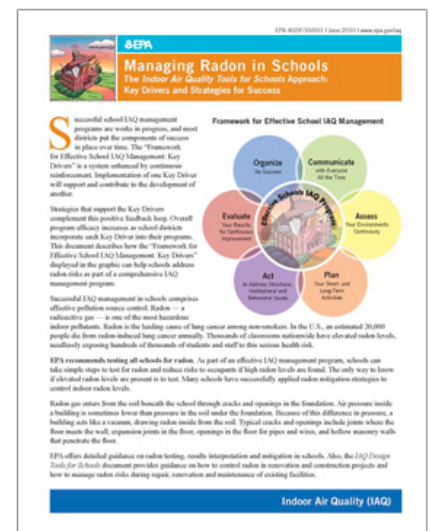 EPA 402F/10/001 | June 2010 | www.epa.gov/iaq
EPA
Managing Radon in Schools
The Indoor Air Quality Tools for Schools Approach:
Key Drivers and Strategies for Success
Successful school IAQ management
programs are works in progress, and most
districts put the components of success
in place over time. The "Framework
for Effective School IAQ Management: Key
Drivers" is a system enhanced by continuous
reinforcement. Implementation of one Key Driver
will support and contribute to the development of
another.
Strategies that support the Key Drivers
complement this positive feedback loop. Overall
program efficacy increases as school districts
incorporate each Key Driver into their programs.
This document describes how the "Framework for
Effective School IAQ Management: Key Drivers"
displayed in the graphic can help schools address
radon risks as part of a comprehensive IAQ
management program.
Framework for Effective School IAQ Management
Organize
for Success
Communicate
with Everyone
All the Time
Assess
Your Environments
Continuously
Plan
Your Short- and
Long-Term
Activities
Act
to Address Structural,
Institutional and
Behavioral Issues
Evaluate
Your Results
for Continuous
Improvement
Effective Schools IAQ Programs
Successful IAQ management in schools comprises
effective pollution source control. Radon — a
radioactive gas — is one of the most hazardous
indoor pollutants. Radon is the leading cause of lung cancer among non-smokers. In the U.S., an estimated 20,000
people die from radon-induced lung cancer annually. Thousands of classrooms nationwide have elevated radon levels,
needlessly exposing hundreds of thousands of students and staff to this serious health risk.
EPA recommends testing all schools for radon. As part of an effective IAQ management program, schools can
take simple steps to test for radon and reduce risks to occupants if high radon levels are found. The only way to know
if elevated radon levels are present is to test. Many schools have successfully applied radon mitigation strategies to
control indoor radon levels.
Radon gas enters from the soil beneath the school through cracks and openings in the foundation. Air pressure inside
a building is sometimes lower than pressure in the soil under the foundation. Because of this difference in pressure, a
building acts like a vacuum, drawing radon inside from the soil. Typical cracks and openings include joints where the
floor meets the wall, expansion joints in the floor, openings in the floor for pipes and wires, and hollow masonry walls
that penetrate the floor.
EPA offers detailed guidance on radon testing, results interpretation and mitigation in schools. Also, the IAQ Design
Tools for Schools document provides guidance on how to control radon in renovation and construction projects and
how to manage radon risks during repair, renovation and maintenance of existing facilities.
Indoor Air Quality (IAQ)